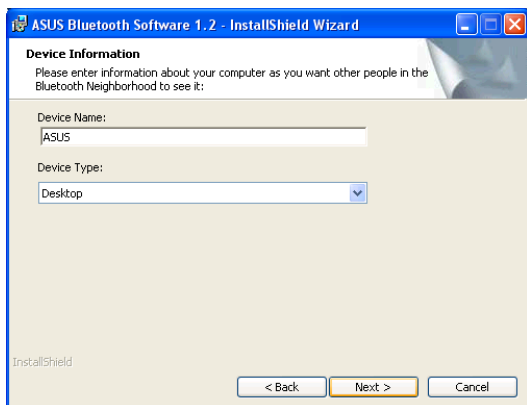 ASUS Bluetooth Software 1.2 - InstallShield Wizard
Device Information
Please enter information about your computer as you want other people in the
Bluetooth Neighborhood to see it:
Device Name:
ASUS
Device Type:
Desktop
InstallShield
< Back Next > Cancel